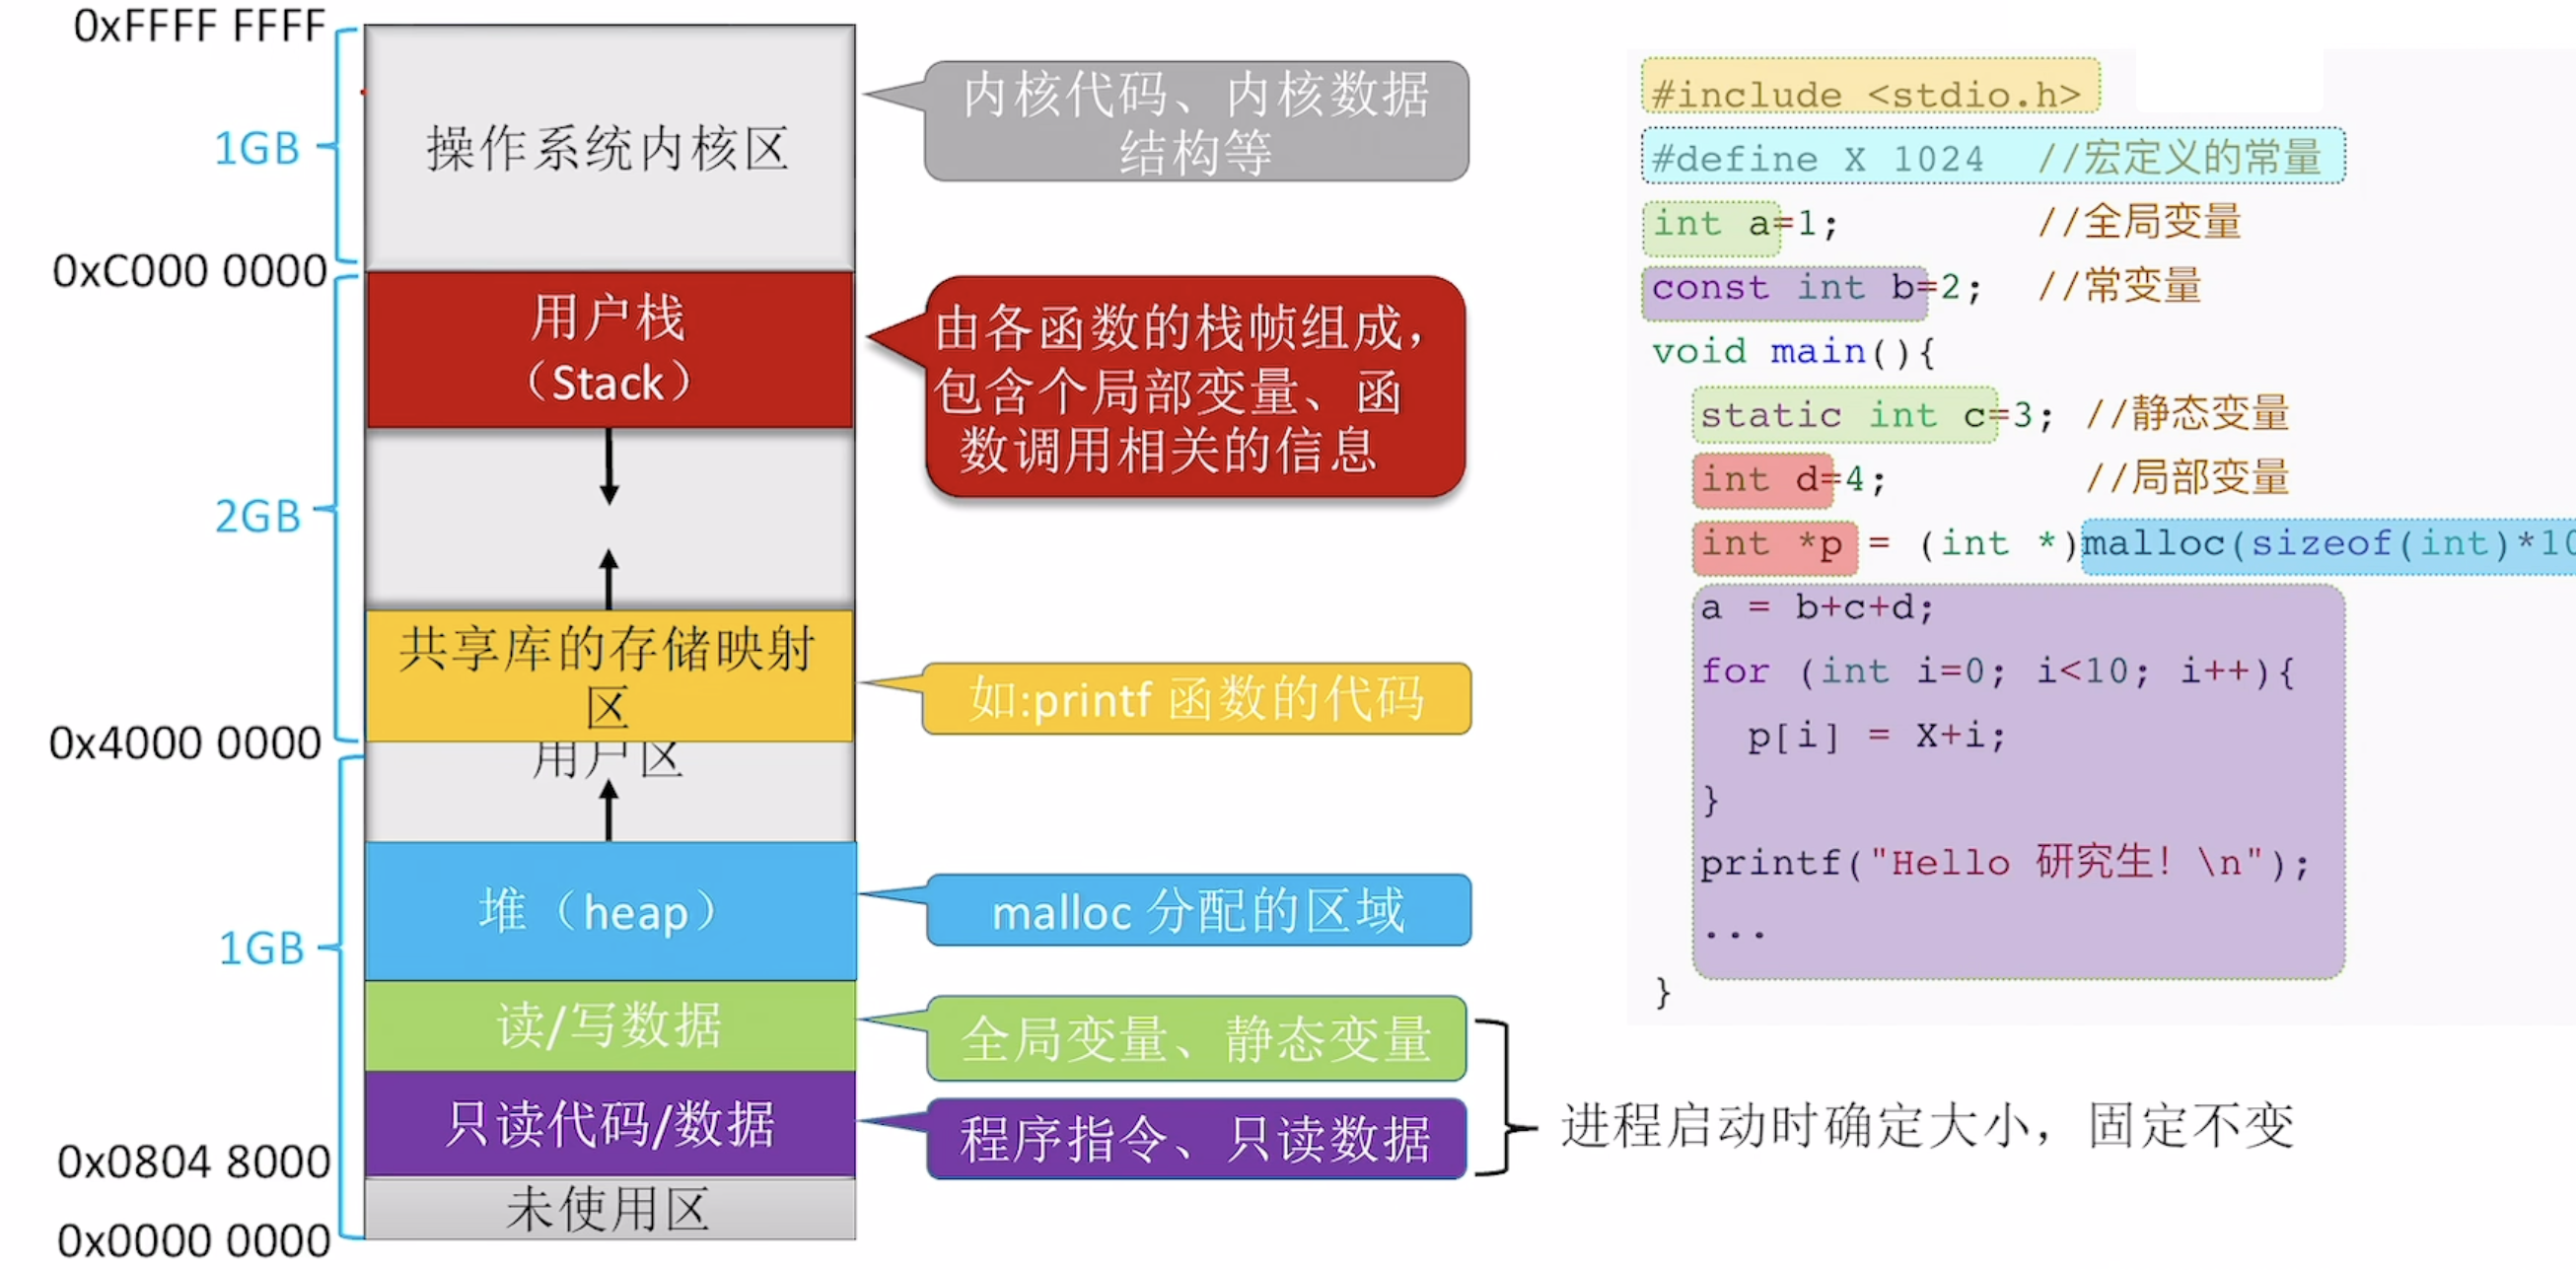 0xFFFF FFFF
1GB
操作系统内核区
内核代码、内核数据
结构等
0xC000 0000
用户栈
（Stack）
由各函数的栈帧组成，
包含个局部变量、函
数调用相关的信息
2GB
共享库的存储映射
区
如:printf 函数的代码
0x4000 0000
用户区
堆（heap）
malloc 分配的区域
1GB
读/写数据
全局变量、静态变量
只读代码/数据
程序指令、只读数据
进程启动时确定大小，固定不变
0x0804 8000
未使用区
0x0000 0000
#include <stdio.h>
#define X 1024 //宏定义的常量
int a=1; //全局变量
const int b=2; //常变量
void main(){
static int c=3; //静态变量
int d=4; //局部变量
int *p = (int *)malloc(sizeof(int)*10
a = b+c+d;
for (int i=0; i<10; i++){
p[i] = X+i;
}
printf("Hello 研究生! \n");
...
}